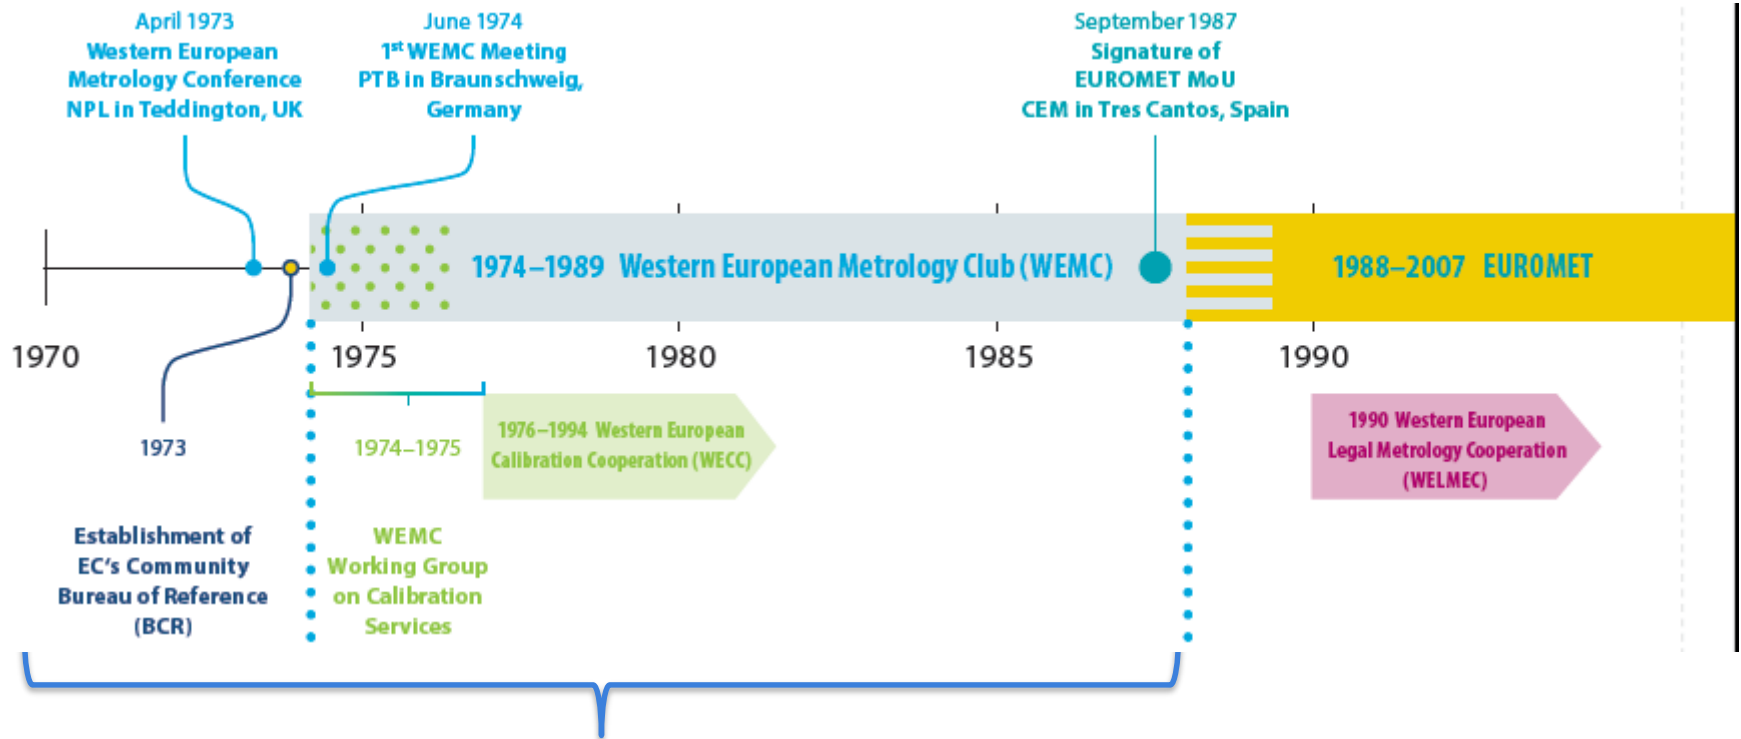 April 1973
Western European
Metrology Conference
NPL in Teddington, UK
June 1974
1st WEMC Meeting
PTB in Braunschweig,
Germany
September 1987
Signature of
EUROMET MoU
CEM in Tres Cantos, Spain
1974–1989 Western European Metrology Club (WEMC)
1988–2007 EUROMET
1970
1975
1980
1985
1990
1973
Establishment of
EC's Community
Bureau of Reference
(BCR)
1974–1975
WEMC
Working Group
on Calibration
Services
1976–1994 Western European
Calibration Cooperation (WECC)
1990 Western European
Legal Metrology Cooperation
(WELMEC)